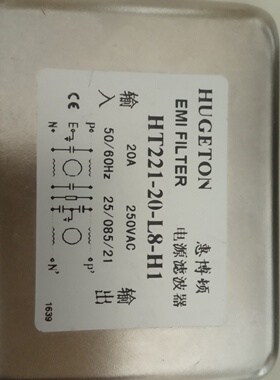 HUGETON 惠博顿
EMI FILTER 电源滤波器
HT221-20-L8-H1
20A 250VAC
50/60Hz 25/085/21
输入 输出
P° °P'
E°
N° °N'
CE 1639